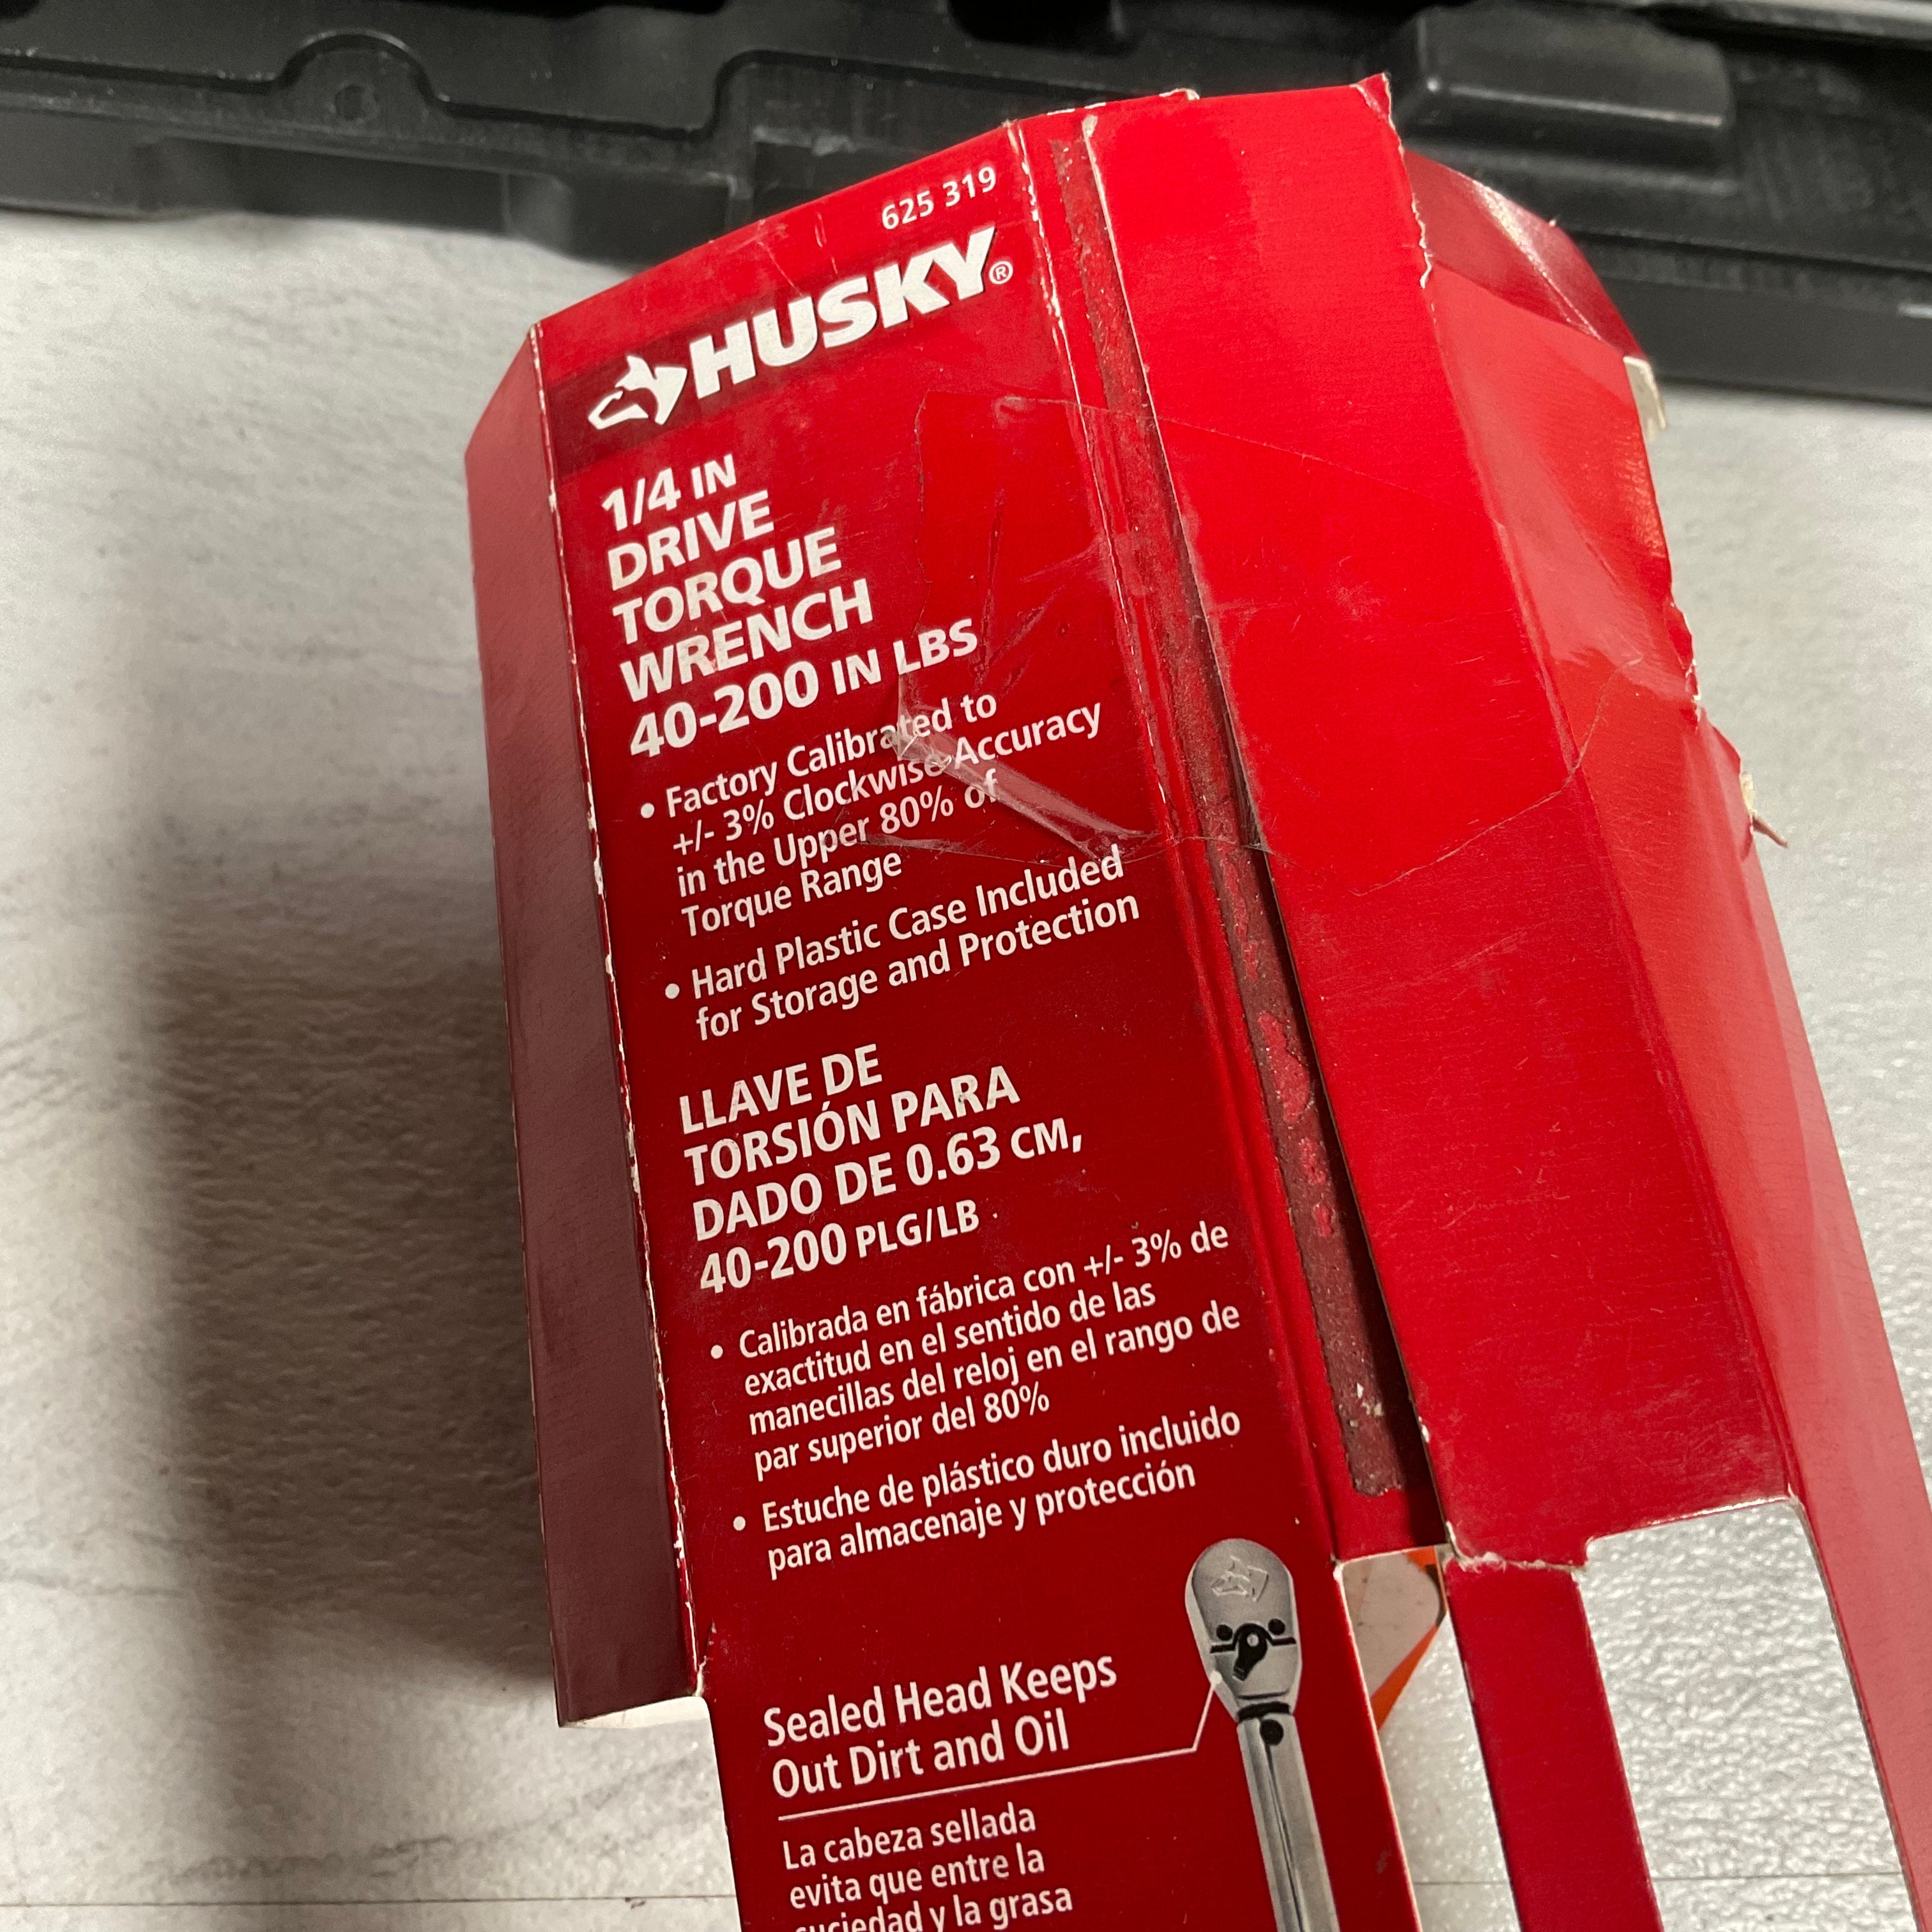 625 319
HUSKY®
1/4 IN
DRIVE
TORQUE
WRENCH
40-200 IN LBS
• Factory Calibrated to
+/- 3% Clockwise Accuracy
in the Upper 80% of
Torque Range
• Hard Plastic Case Included
for Storage and Protection
LLAVE DE
TORSIÓN PARA
DADO DE 0.63 CM,
40-200 PLG/LB
• Calibrada en fábrica con +/- 3% de
exactitud en el sentido de las
manecillas del reloj en el rango de
par superior del 80%
• Estuche de plástico duro incluido
para almacenaje y protección
Sealed Head Keeps
Out Dirt and Oil
La cabeza sellada
evita que entre la
suciedad y la grasa